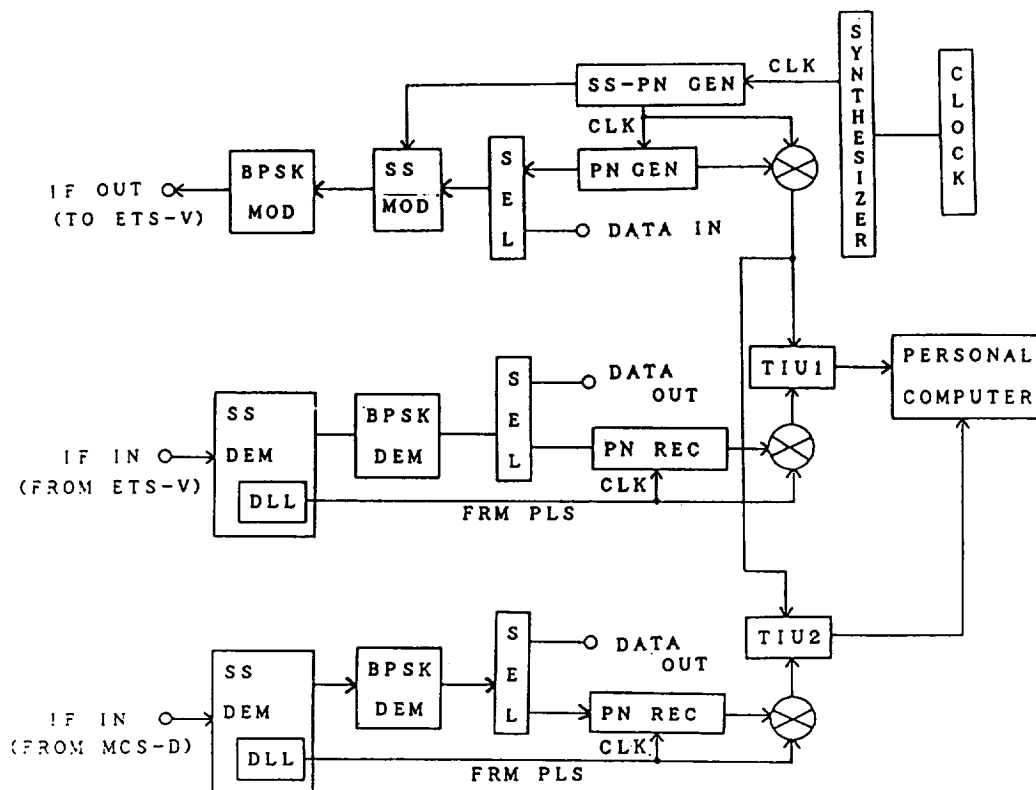 CLK
SYNTHESIZER
CLOCK
SS-PN GEN
CLK
BPSK
MOD
SS
MOD
SEL
PN GEN
IF OUT
(TO ETS-V)
DATA IN
TIU1
PERSONAL
COMPUTER
SS
DEM
BPSK
DEM
SEL
DATA
OUT
IF IN
(FROM ETS-V)
PN REC
DLL
CLK
FRM PLS
SS
DEM
BPSK
DEM
SEL
DATA
OUT
TIU2
IF IN
(FROM MCS-D)
PN REC
DLL
CLK
FRM PLS